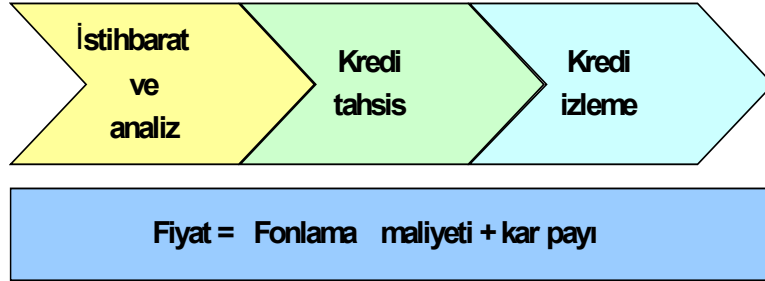 İstihbarat
ve
analiz
Kredi
tahsis
Kredi
izleme
Fiyat = Fonlama maliyeti + kar payı